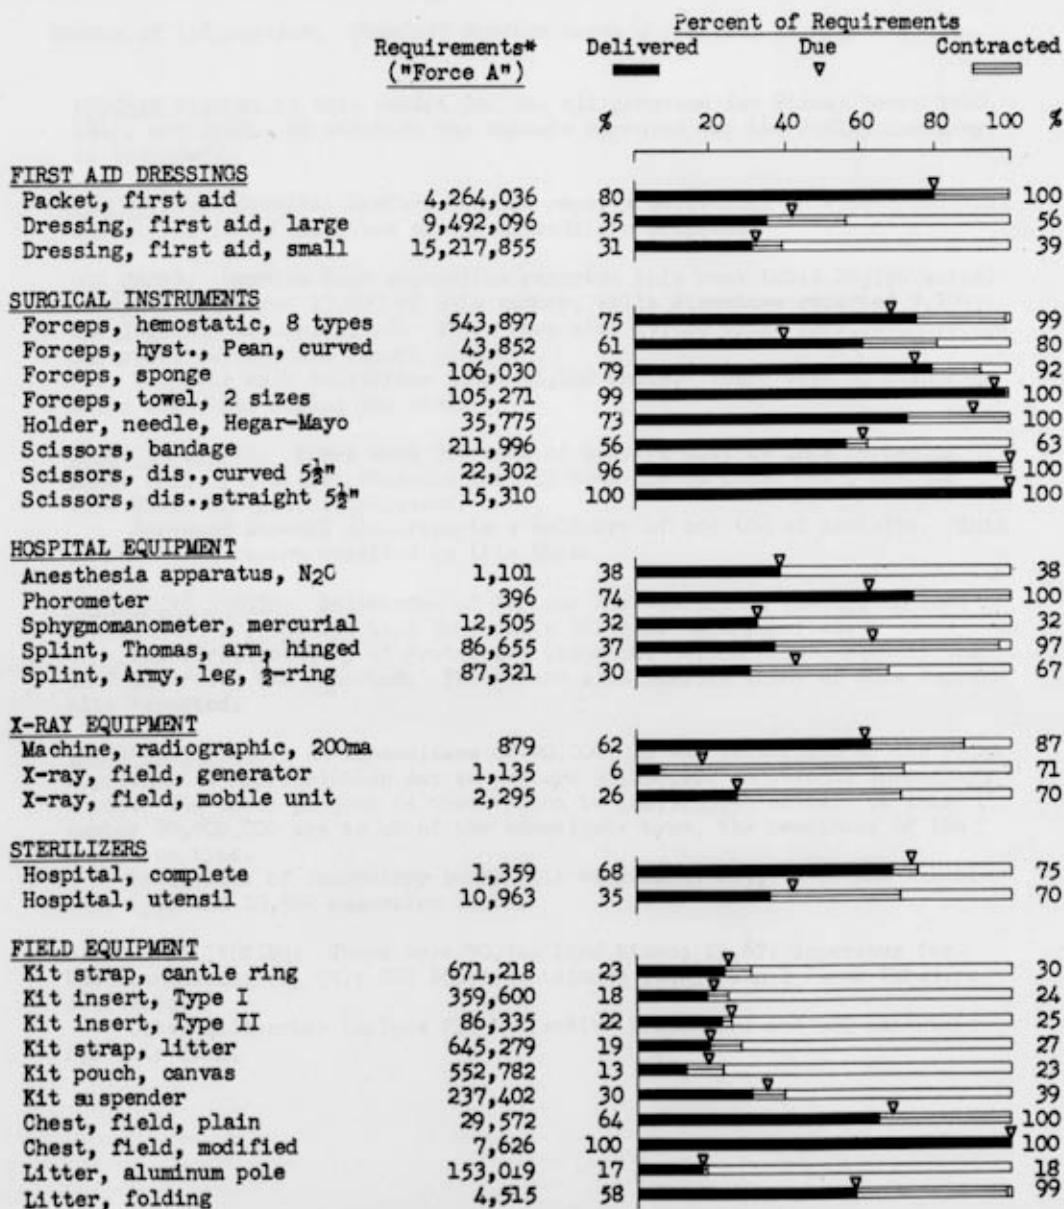 Percent of Requirements
Requirements* Delivered Due Contracted
("Force A")
% 20 40 60 80 100 %
FIRST AID DRESSINGS
Packet, first aid 4,264,036 80 100
Dressing, first aid, large 9,492,096 35 56
Dressing, first aid, small 15,217,855 31 39
SURGICAL INSTRUMENTS
Forceps, hemostatic, 8 types 543,897 75 99
Forceps, hyst., Pean, curved 43,852 61 80
Forceps, sponge 106,030 79 92
Forceps, towel, 2 sizes 105,271 99 100
Holder, needle, Hegar-Mayo 35,775 73 100
Scissors, bandage 211,996 56 63
Scissors, dis.,curved 5½" 22,302 96 100
Scissors, dis.,straight 5½" 15,310 100 100
HOSPITAL EQUIPMENT
Anesthesia apparatus, N2O 1,101 38 38
Phorometer 396 74 100
Sphygmomanometer, mercurial 12,505 32 32
Splint, Thomas, arm, hinged 86,655 37 97
Splint, Army, leg, ½-ring 87,321 30 67
X-RAY EQUIPMENT
Machine, radiographic, 200ma 879 62 87
X-ray, field, generator 1,135 6 71
X-ray, field, mobile unit 2,295 26 70
STERILIZERS
Hospital, complete 1,359 68 75
Hospital, utensil 10,963 35 70
FIELD EQUIPMENT
Kit strap, cantle ring 671,218 23 30
Kit insert, Type I 359,600 18 24
Kit insert, Type II 86,335 22 25
Kit strap, litter 645,279 19 27
Kit pouch, canvas 552,782 13 23
Kit suspender 237,402 30 39
Chest, field, plain 29,572 64 100
Chest, field, modified 7,626 100 100
Litter, aluminum pole 153,019 17 18
Litter, folding 4,515 58 99